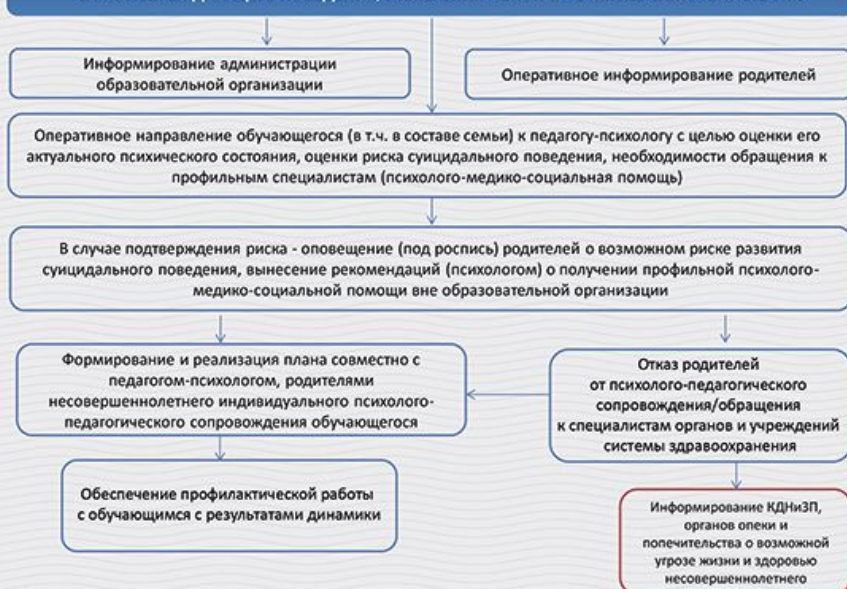 Информирование администрации
образовательной организации
Оперативное информирование родителей
Оперативное направление обучающегося (в т.ч. в составе семьи) к педагогу-психологу с целью оценки его
актуального психического состояния, оценки риска суицидального поведения, необходимости обращения к
профильным специалистам (психолого-медико-социальная помощь)
В случае подтверждения риска - оповещение (под роспись) родителей о возможном риске развития
суицидального поведения, вынесение рекомендаций (психологом) о получении профильной психолого-
медико-социальной помощи вне образовательной организации
Формирование и реализация плана совместно с
педагогом-психологом, родителями
несовершеннолетнего индивидуального психолого-
педагогического сопровождения обучающегося
Отказ родителей
от психолого-педагогического
сопровождения/обращения
к специалистам органов и учреждений
системы здравоохранения
Обеспечение профилактической работы
с обучающимся с результатами динамики
Информирование КДНиЗП,
органов опеки и
попечительства о возможной
угрозе жизни и здоровью
несовершеннолетнего